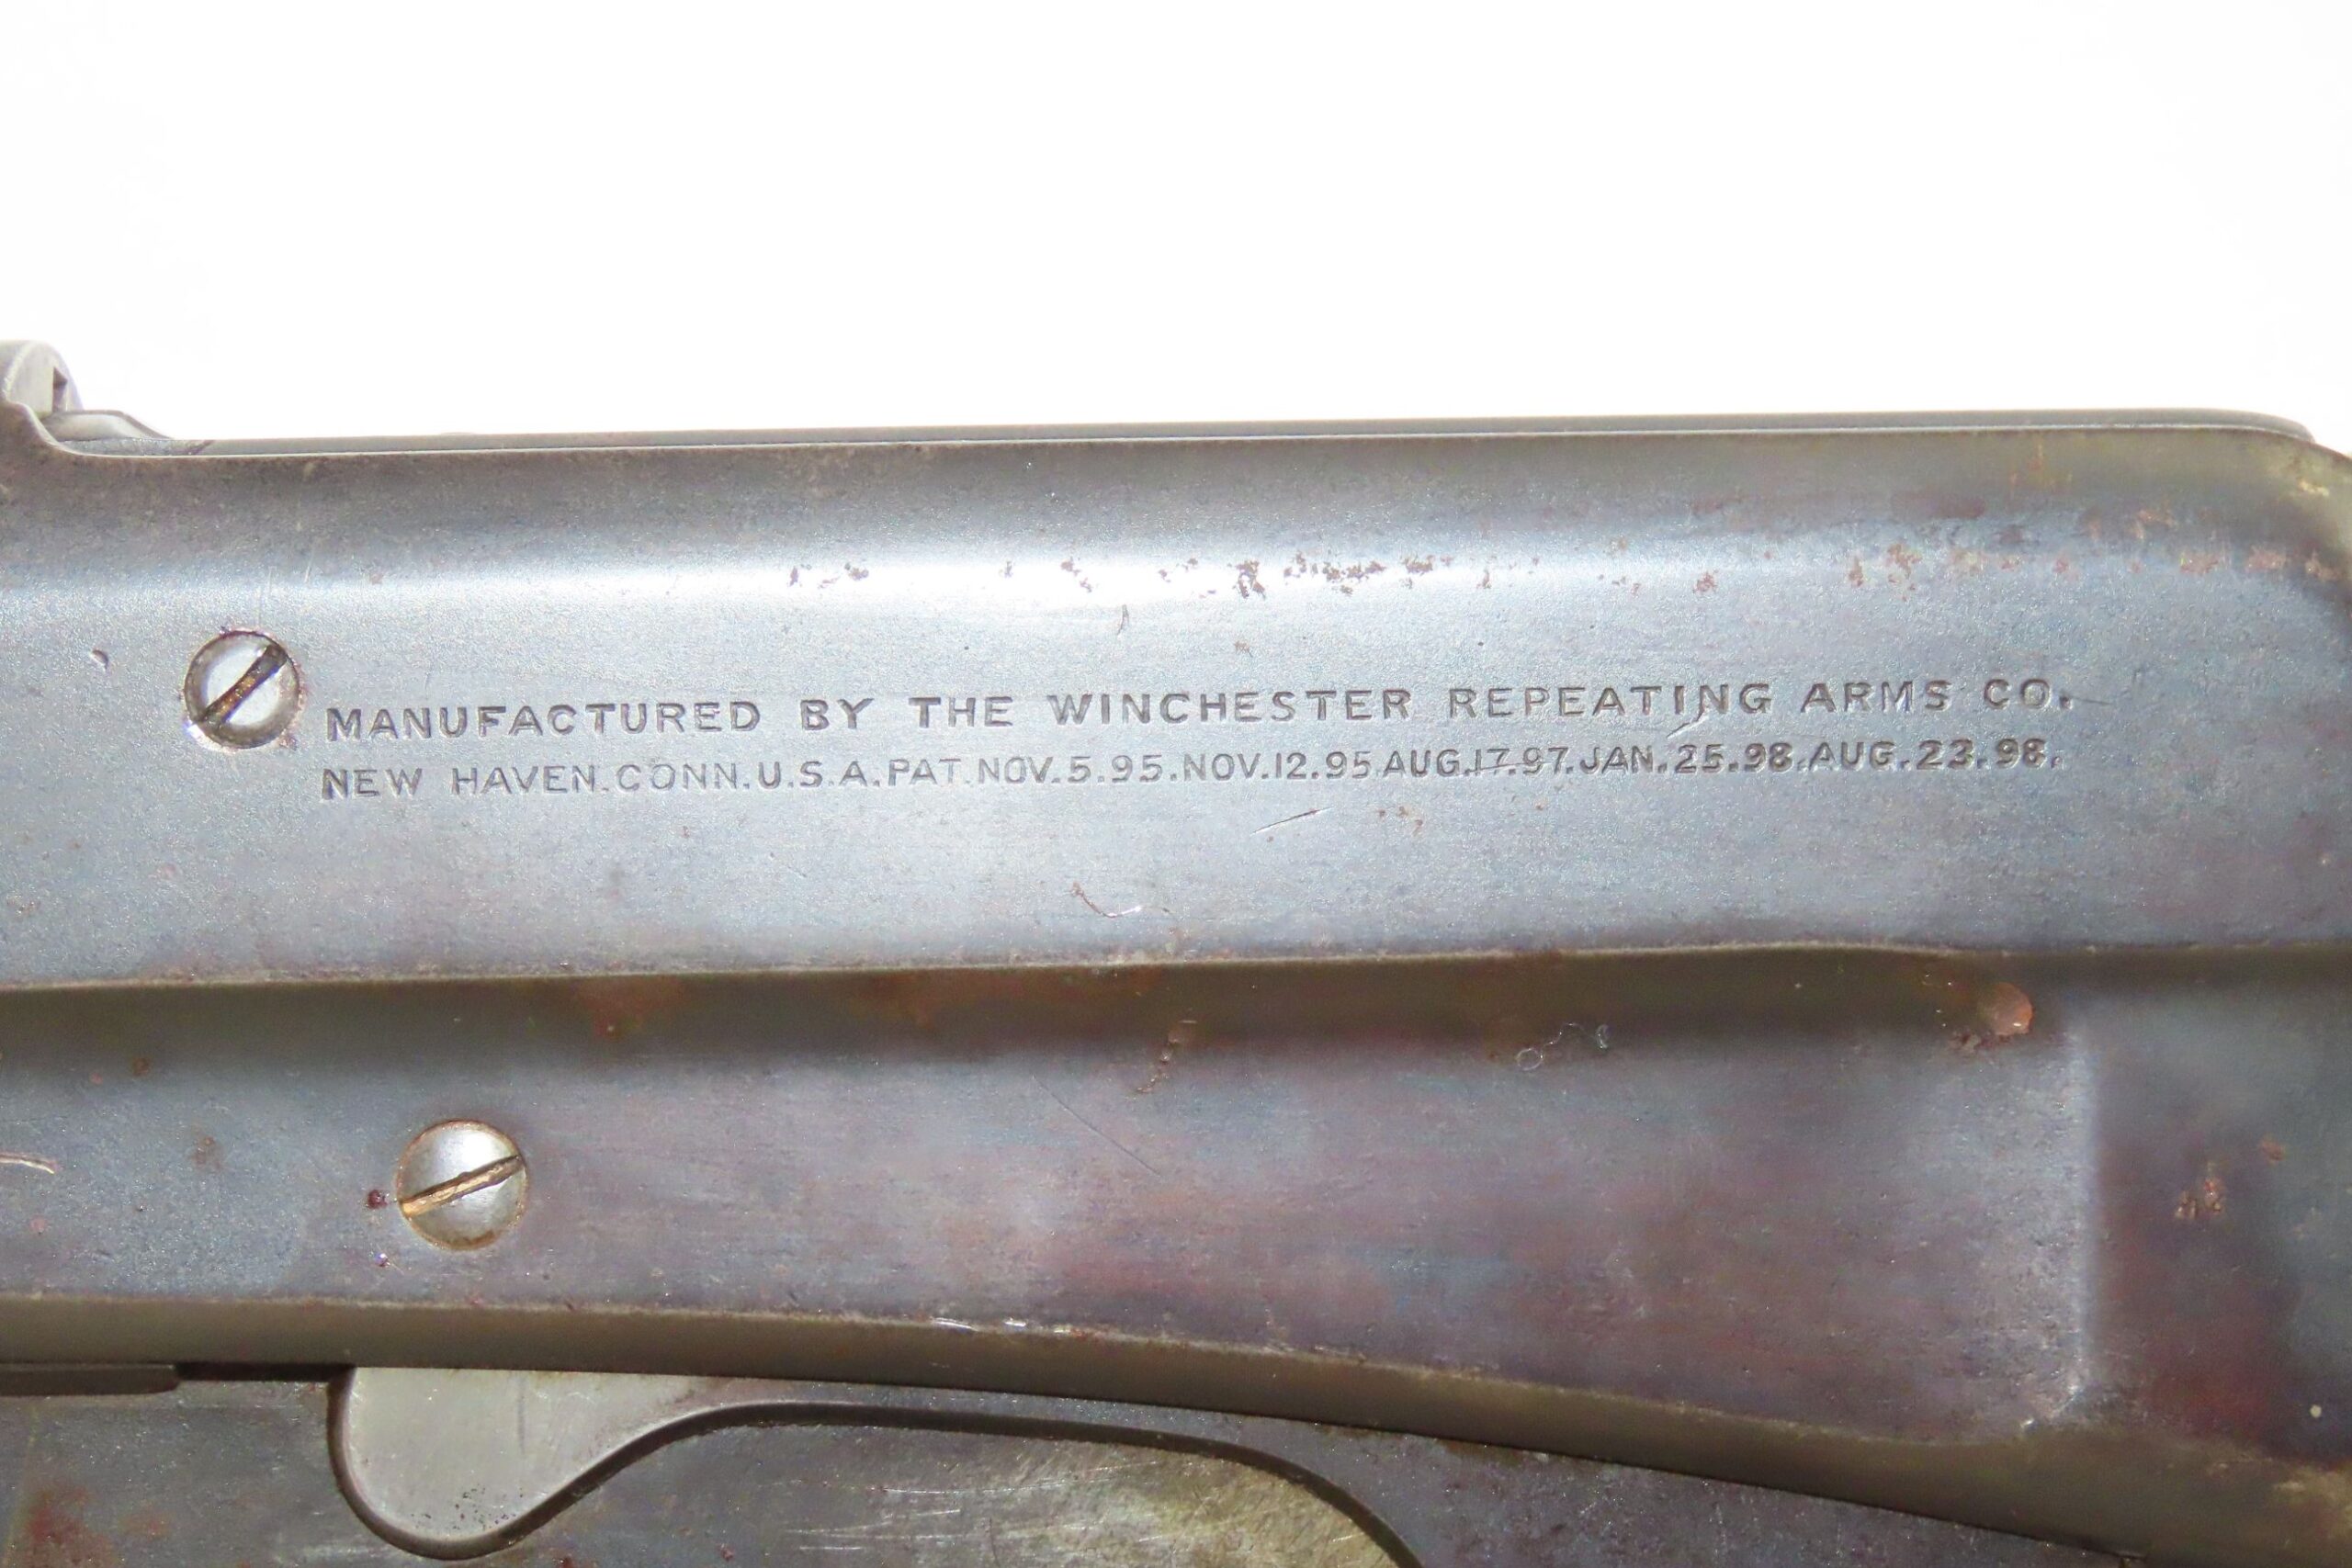 MANUFACTURED BY THE WINCHESTER REPEATING ARMS CO.
NEW HAVEN.CONN.U.S.A.PAT.NOV.5.95.NOV.12.95.AUG.17.97.JAN.25.98.AUG.23.98.